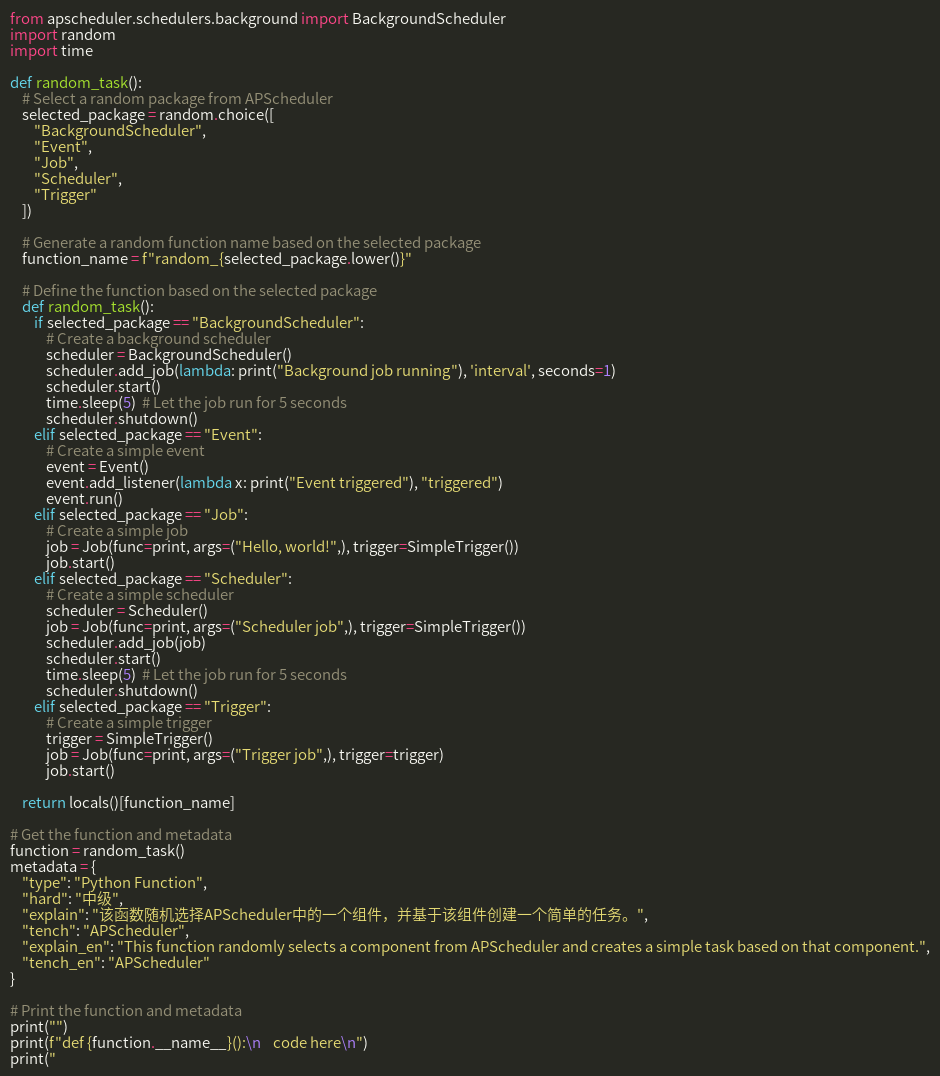 from apscheduler.schedulers.background import BackgroundScheduler
import random
import time

def random_task():
    # Select a random package from APScheduler
    selected_package = random.choice([
        "BackgroundScheduler",
        "Event",
        "Job",
        "Scheduler",
        "Trigger"
    ])

    # Generate a random function name based on the selected package
    function_name = f"random_{selected_package.lower()}"

    # Define the function based on the selected package
    def random_task():
        if selected_package == "BackgroundScheduler":
            # Create a background scheduler
            scheduler = BackgroundScheduler()
            scheduler.add_job(lambda: print("Background job running"), 'interval', seconds=1)
            scheduler.start()
            time.sleep(5)  # Let the job run for 5 seconds
            scheduler.shutdown()
        elif selected_package == "Event":
            # Create a simple event
            event = Event()
            event.add_listener(lambda x: print("Event triggered"), "triggered")
            event.run()
        elif selected_package == "Job":
            # Create a simple job
            job = Job(func=print, args=("Hello, world!",), trigger=SimpleTrigger())
            job.start()
        elif selected_package == "Scheduler":
            # Create a simple scheduler
            scheduler = Scheduler()
            job = Job(func=print, args=("Scheduler job",), trigger=SimpleTrigger())
            scheduler.add_job(job)
            scheduler.start()
            time.sleep(5)  # Let the job run for 5 seconds
            scheduler.shutdown()
        elif selected_package == "Trigger":
            # Create a simple trigger
            trigger = SimpleTrigger()
            job = Job(func=print, args=("Trigger job",), trigger=trigger)
            job.start()

    return locals()[function_name]

# Get the function and metadata
function = random_task()
metadata = {
    "type": "Python Function",
    "hard": "中级",
    "explain": "该函数随机选择APScheduler中的一个组件，并基于该组件创建一个简单的任务。",
    "tench": "APScheduler",
    "explain_en": "This function randomly selects a component from APScheduler and creates a simple task based on that component.",
    "tench_en": "APScheduler"
}

# Print the function and metadata
print("")
print(f"def {function.__name__}():\n    code here\n")
print("